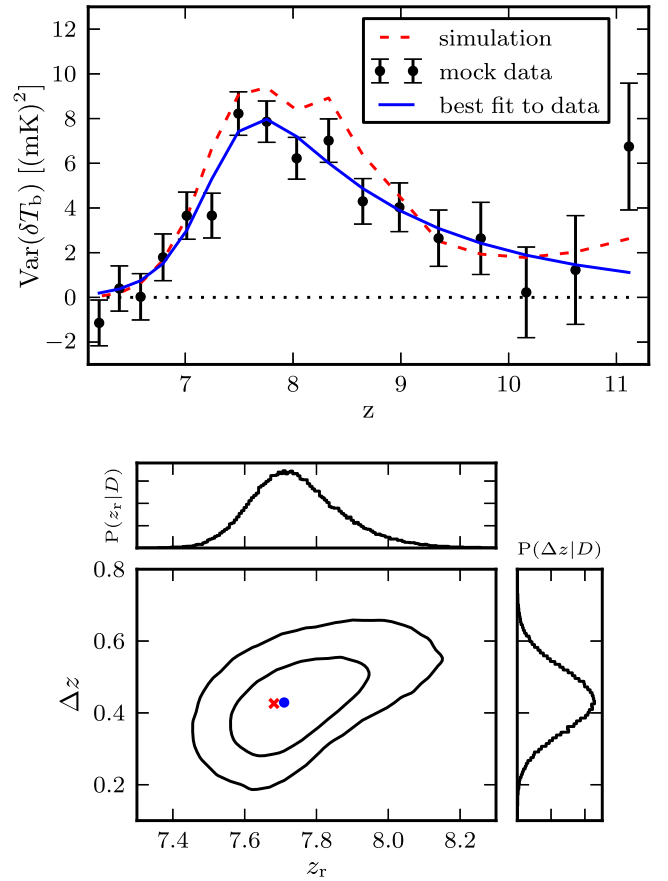 12
10
8
6
4
2
0
−2
Var(δT_b) [(mK)^2]
simulation
mock data
best fit to data
7 8 9 10 11
z
P(z_r|D)
P(Δz|D)
0.8
0.6
0.4
0.2
Δz
7.4 7.6 7.8 8.0 8.2
z_r